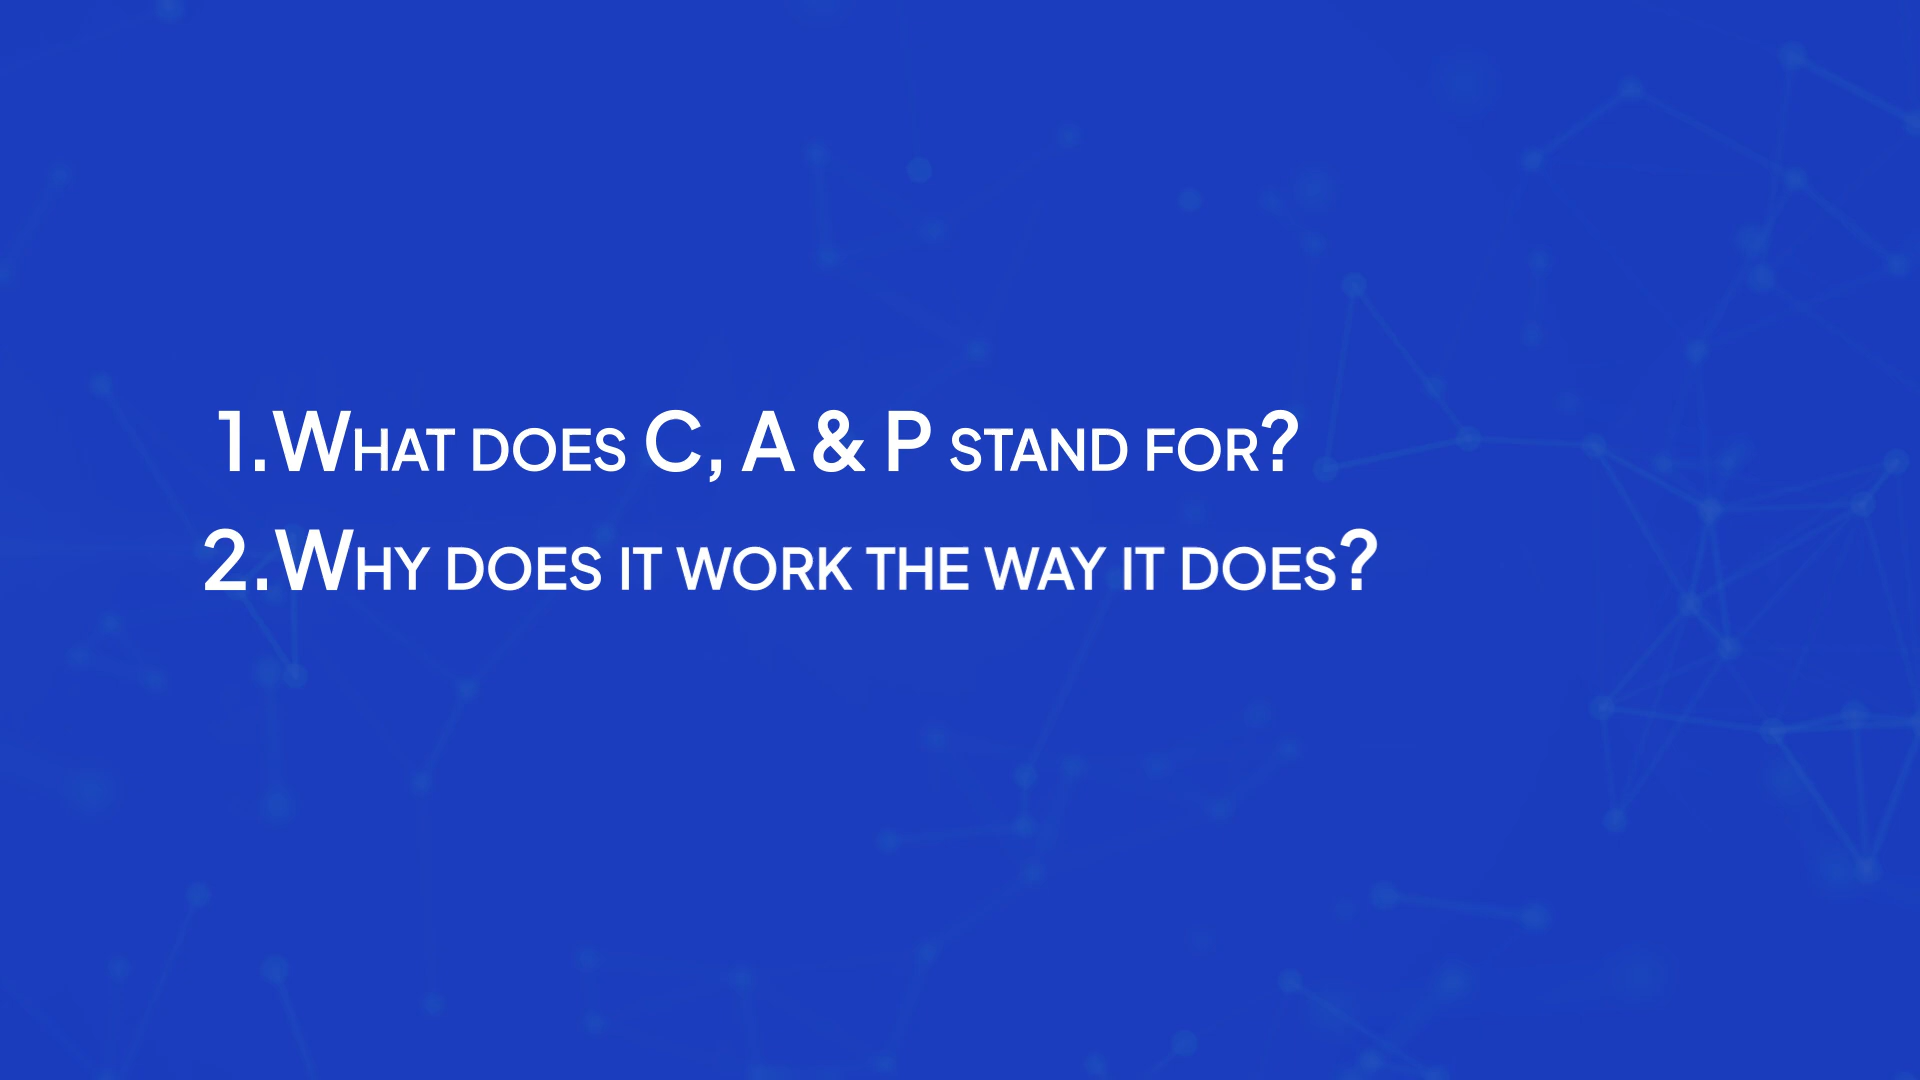 1.What does C, A & P stand for?
2.Why does it work the way it does?